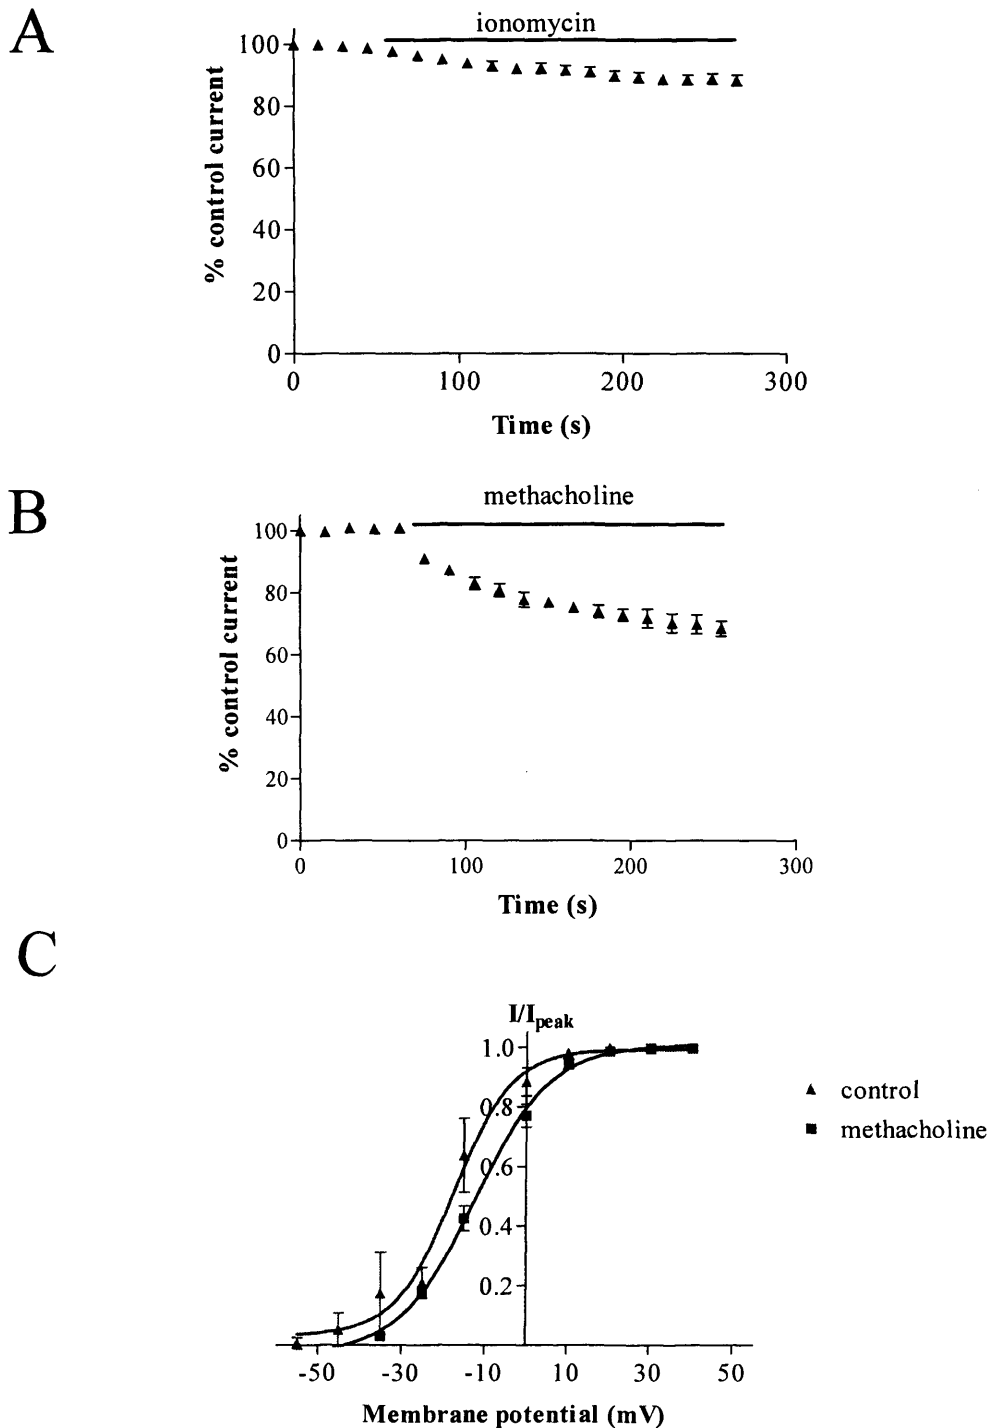 A
ionomycin
% control current
100
80
60
40
20
0
0 100 200 300
Time (s)
B
methacholine
% control current
100
80
60
40
20
0
0 100 200 300
Time (s)
C
I/Ipeak
1.0
0.8
0.6
0.4
0.2
control
methacholine
-50 -30 -10 10 30 50
Membrane potential (mV)